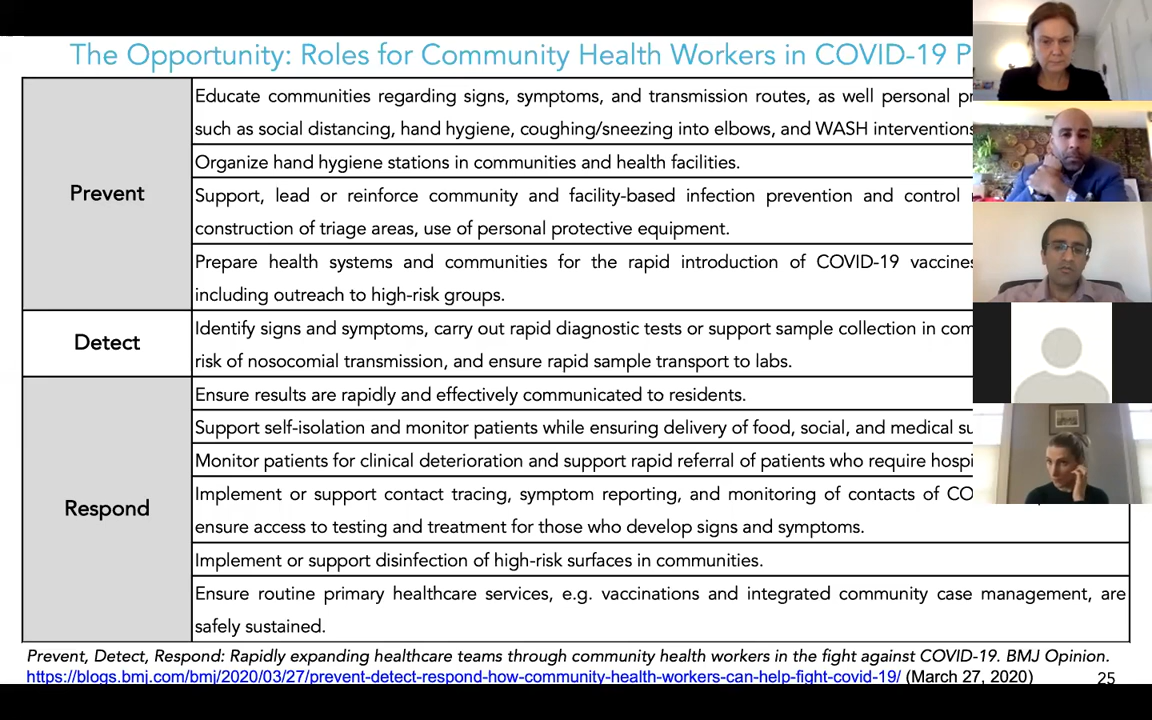 The Opportunity: Roles for Community Health Workers in COVID-19
Prevent
Educate communities regarding signs, symptoms, and transmission routes, as well personal
such as social distancing, hand hygiene, coughing/sneezing into elbows, and WASH interventions
Organize hand hygiene stations in communities and health facilities.
Support, lead or reinforce community and facility-based infection prevention and control
construction of triage areas, use of personal protective equipment.
Prepare health systems and communities for the rapid introduction of COVID-19 vaccines
including outreach to high-risk groups.
Detect
Identify signs and symptoms, carry out rapid diagnostic tests or support sample collection in
risk of nosocomial transmission, and ensure rapid sample transport to labs.
Respond
Ensure results are rapidly and effectively communicated to residents.
Support self-isolation and monitor patients while ensuring delivery of food, social, and medical
Monitor patients for clinical deterioration and support rapid referral of patients who require
Implement or support contact tracing, symptom reporting, and monitoring of contacts of
ensure access to testing and treatment for those who develop signs and symptoms.
Implement or support disinfection of high-risk surfaces in communities.
Ensure routine primary healthcare services, e.g. vaccinations and integrated community case management, are
safely sustained.
Prevent, Detect, Respond: Rapidly expanding healthcare teams through community health workers in the fight against COVID-19. BMJ Opinion.
https://blogs.bmj.com/bmj/2020/03/27/prevent-detect-respond-how-community-health-workers-can-help-fight-covid-19/ (March 27, 2020)
25